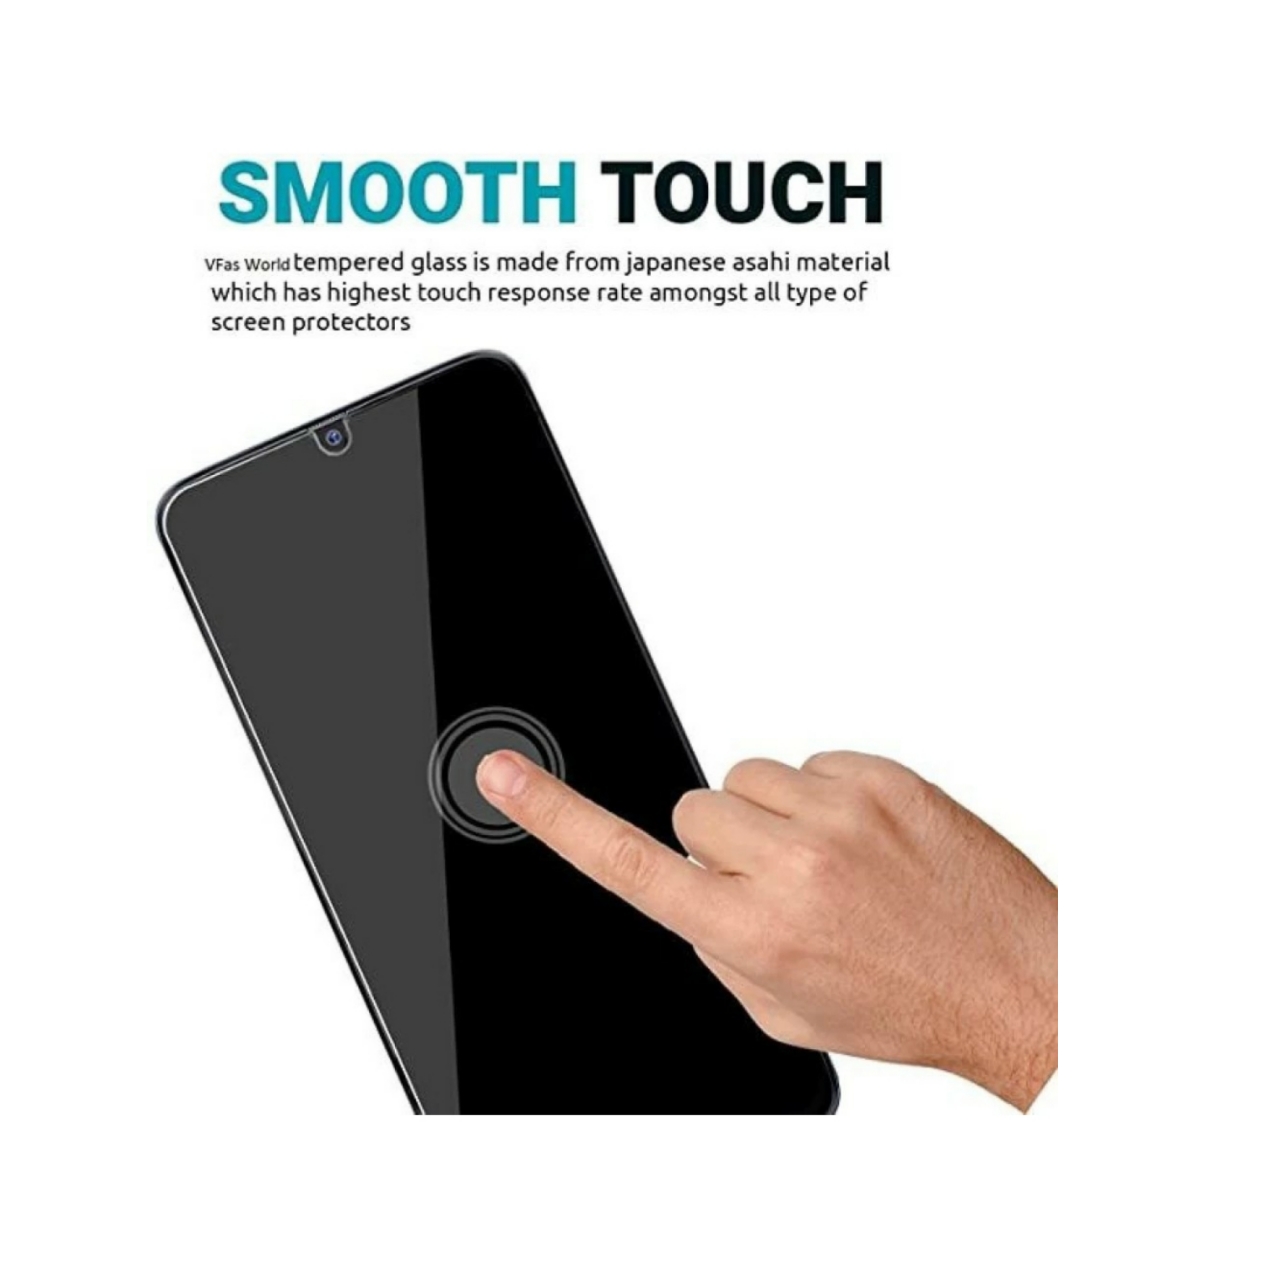 SMOOTH TOUCH
VFas World tempered glass is made from japanese asahi material
which has highest touch response rate amongst all type of
screen protectors